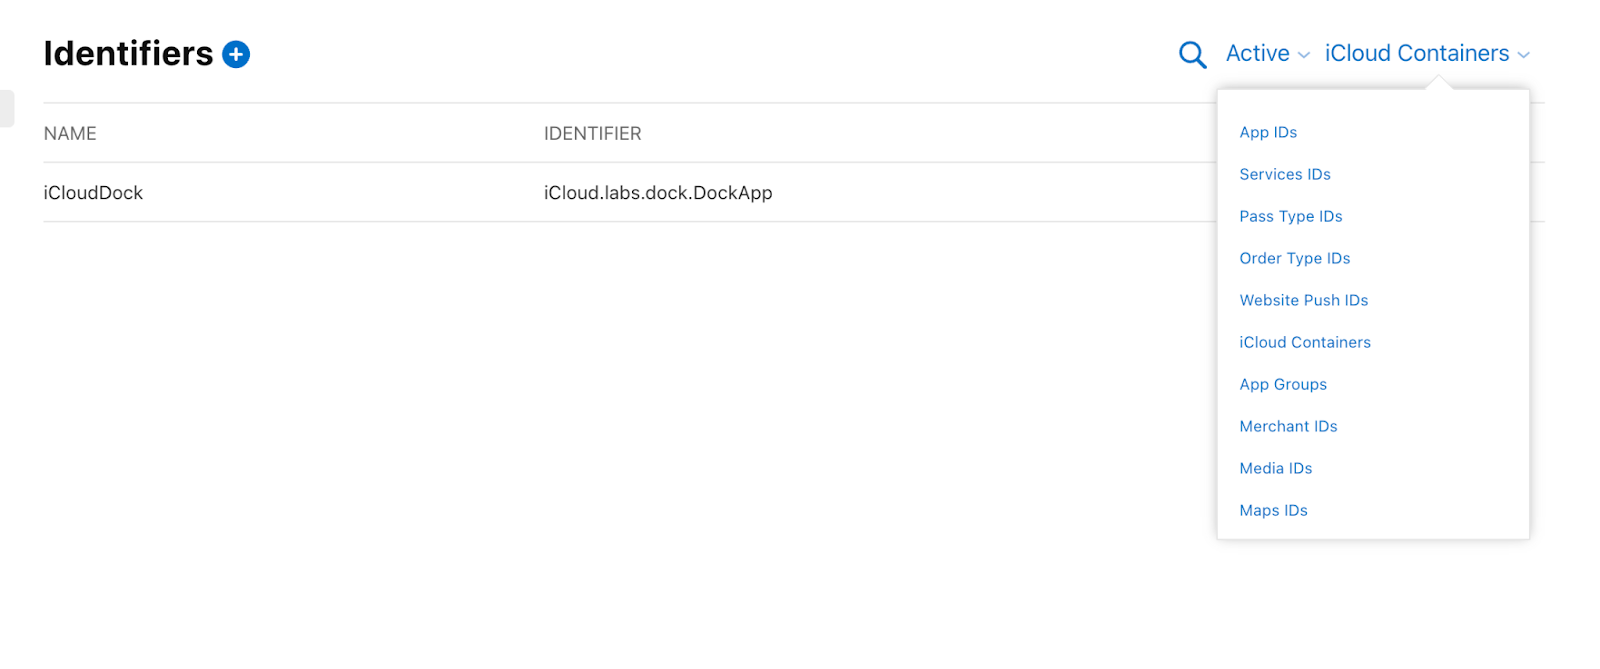 Identifiers
Active iCloud Containers
NAME IDENTIFIER
iCloudDock iCloud.labs.dock.DockApp
App IDs
Services IDs
Pass Type IDs
Order Type IDs
Website Push IDs
iCloud Containers
App Groups
Merchant IDs
Media IDs
Maps IDs